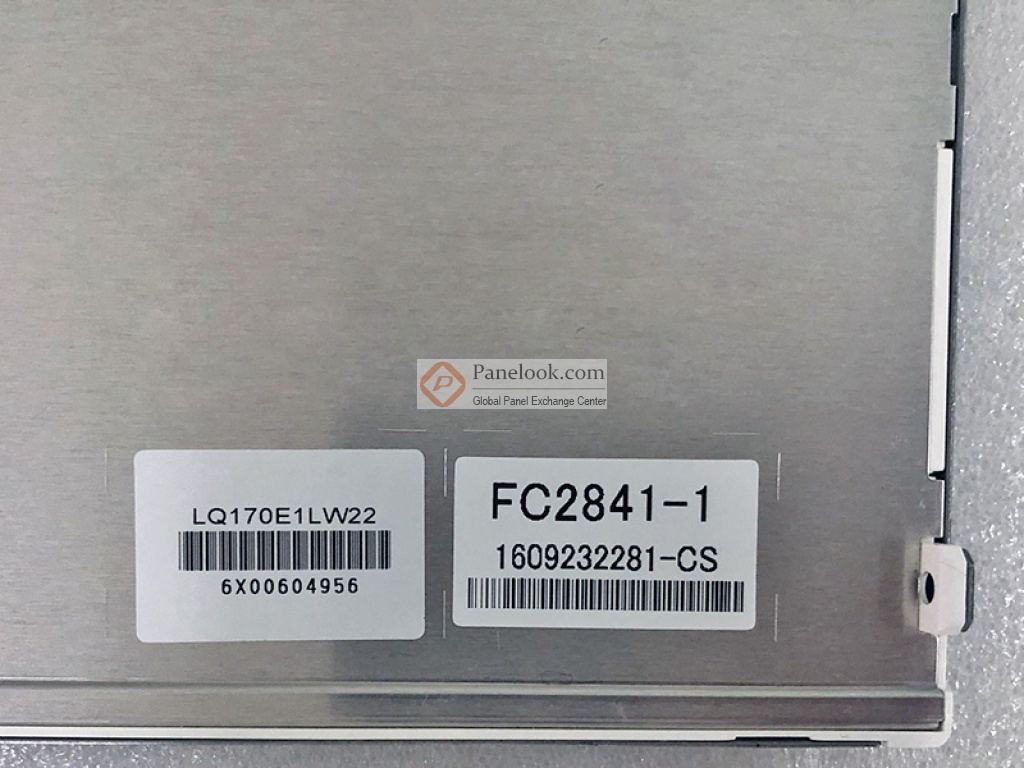 Panelook.com
Global Panel Exchange Center
LQ170E1LW22
6X00604956
FC2841-1
1609232281-CS